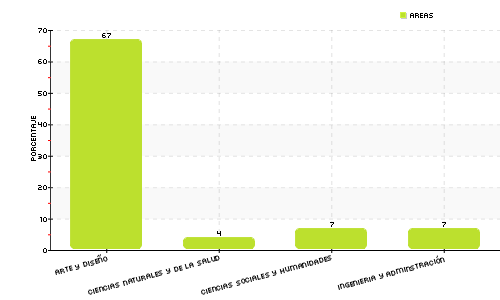 AREAS
70
60
50
40
30
20
10
0
PORCENTAJE
67
4
7
7
ARTE Y DISEÑO
CIENCIAS NATURALES Y DE LA SALUD
CIENCIAS SOCIALES Y HUMANIDADES
INGENIERIA Y ADMINSTRACIÓN